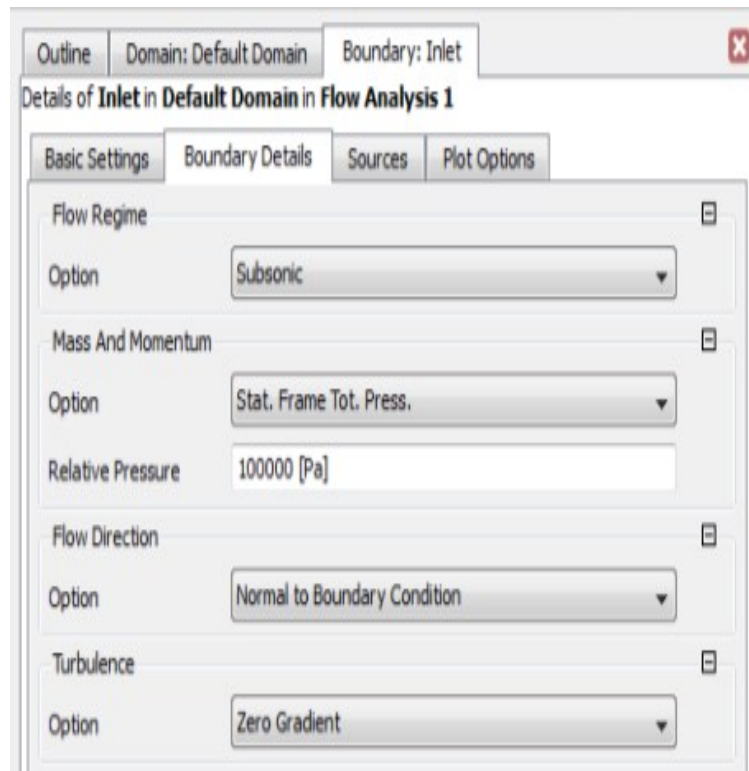 Outline Domain: Default Domain Boundary: Inlet
Details of Inlet in Default Domain in Flow Analysis 1
Basic Settings Boundary Details Sources Plot Options
Flow Regime
Option Subsonic
Mass And Momentum
Option Stat. Frame Tot. Press.
Relative Pressure 100000 [Pa]
Flow Direction
Option Normal to Boundary Condition
Turbulence
Option Zero Gradient